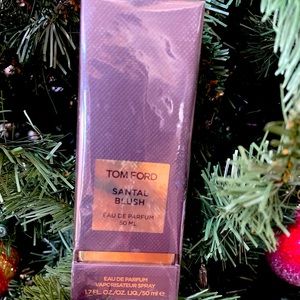 TOM FORD
SANTAL
BLUSH
EAU DE PARFUM
50 ML
EAU DE PARFUM
VAPORISATEUR SPRAY
1.7 FL. OZ./OZ. LIQ./50 ml ℮